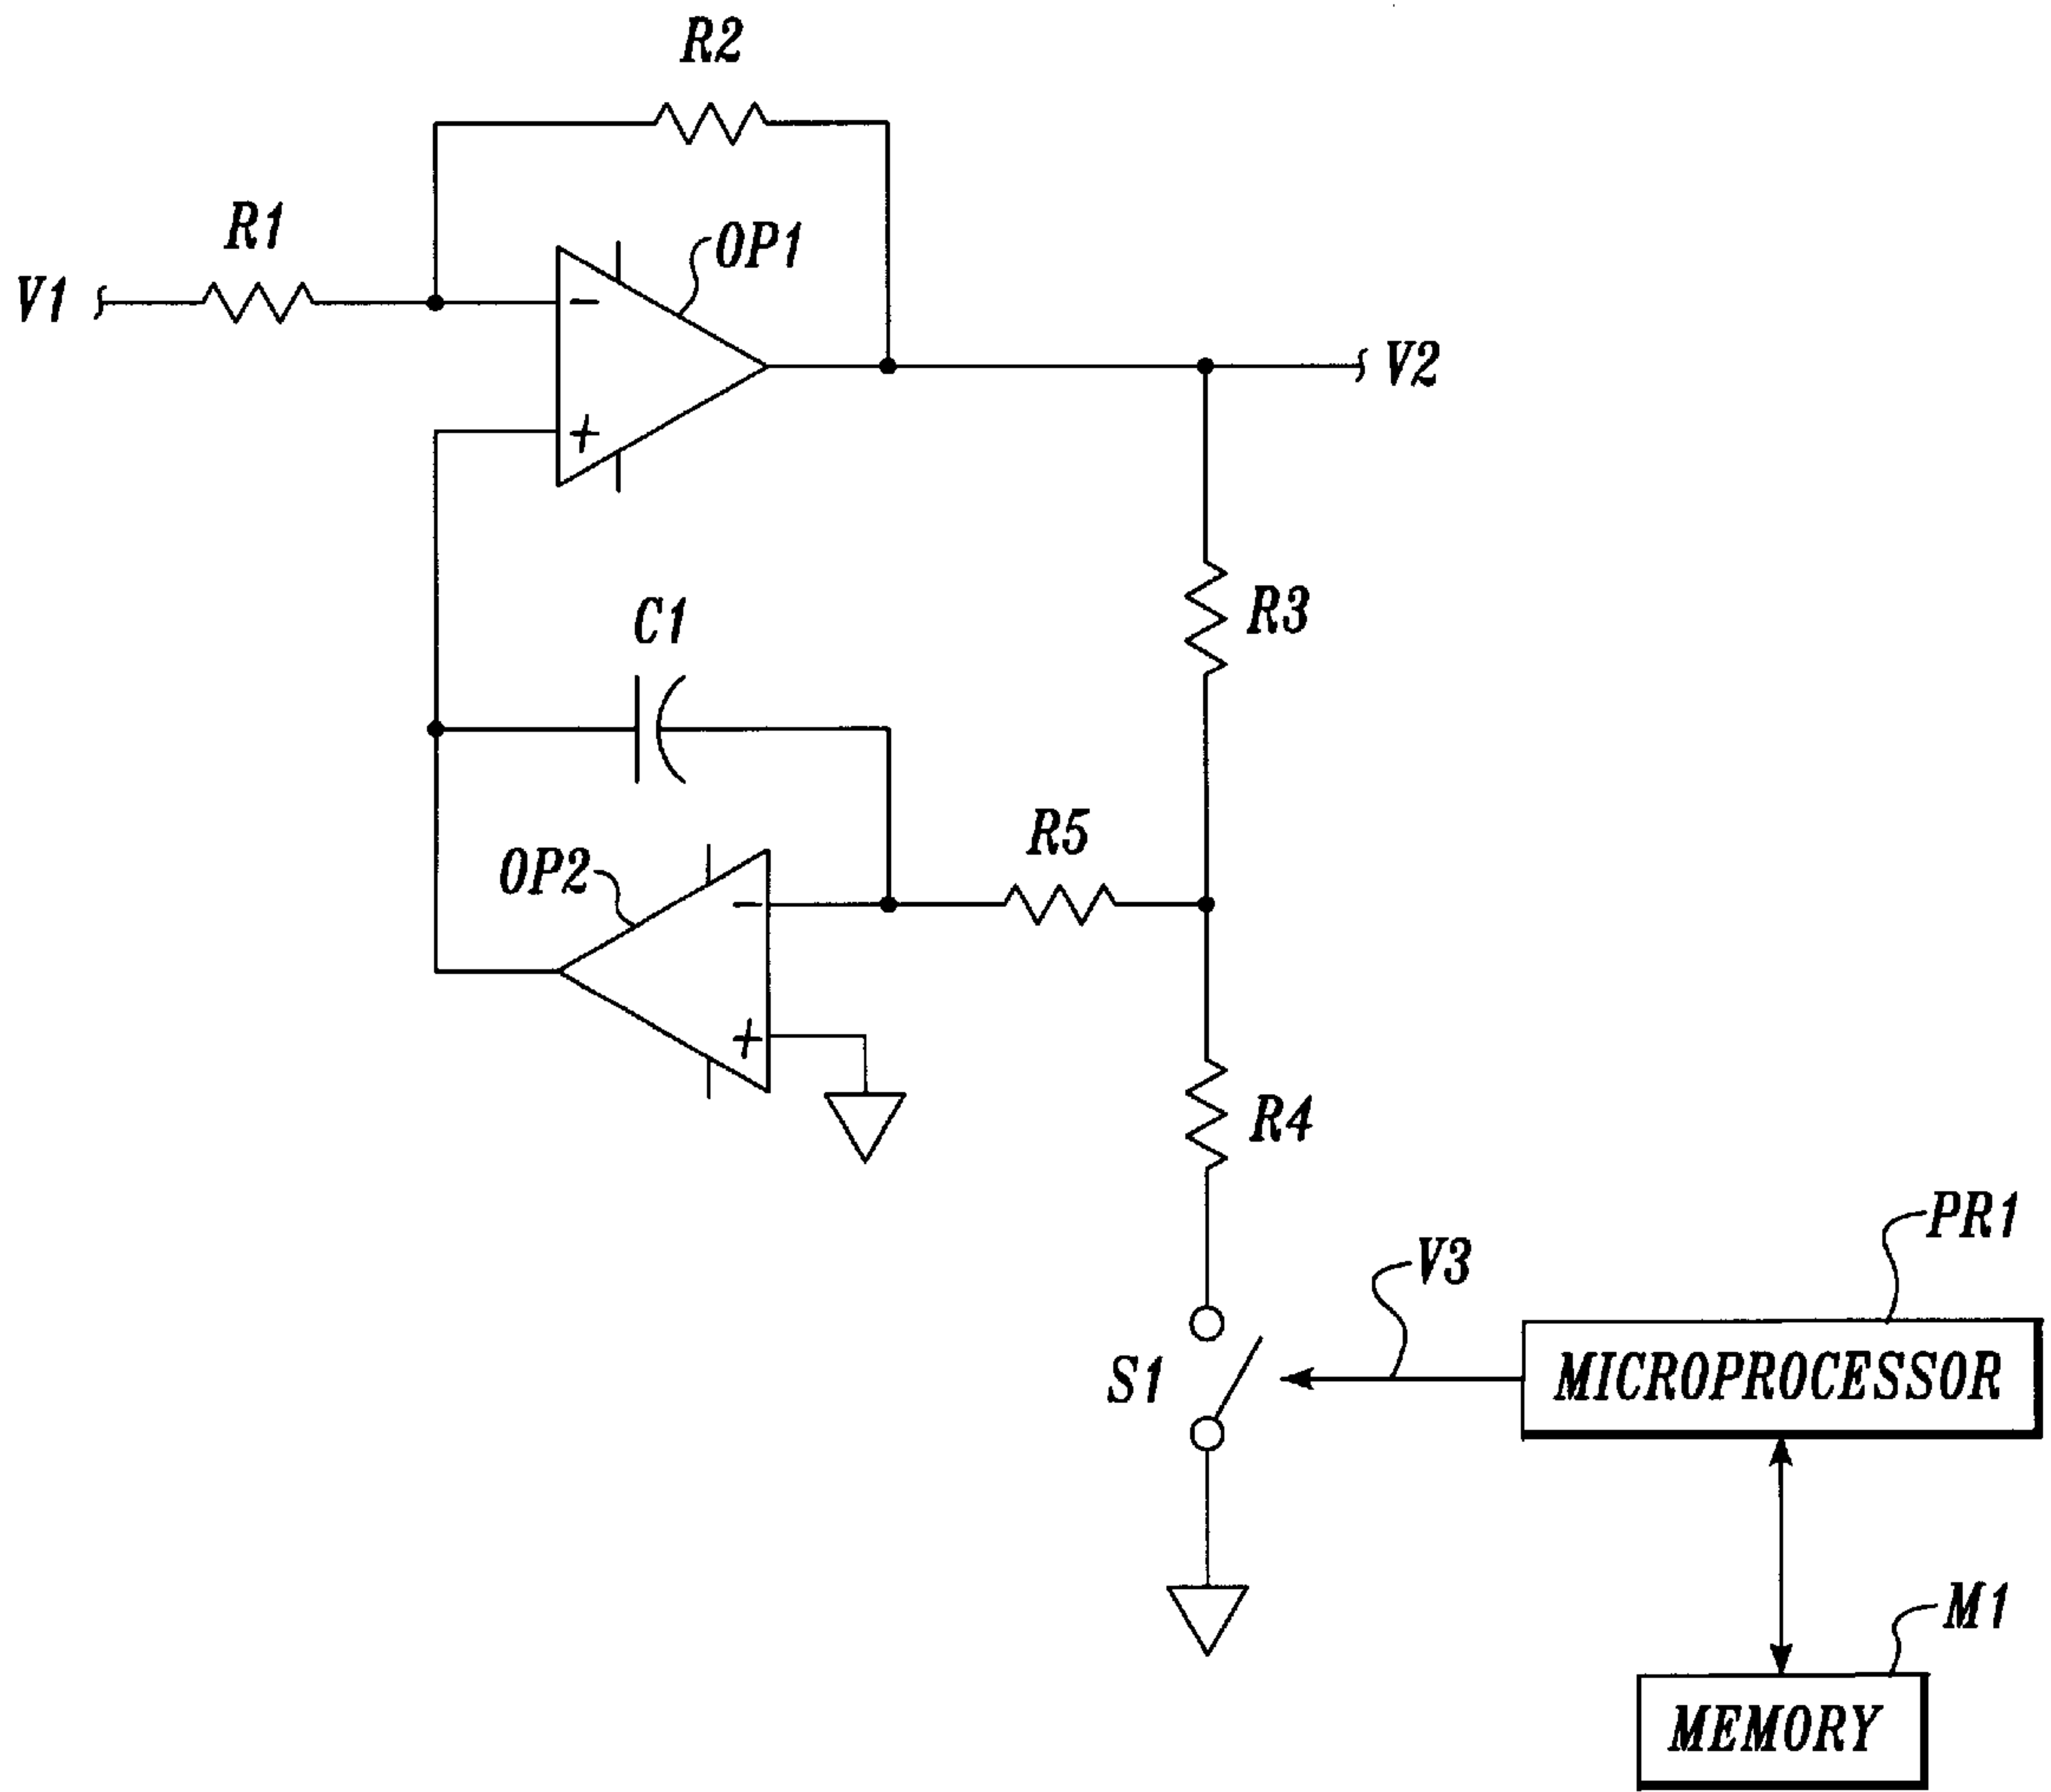 R2
R1
OP1
V1
−
V2
+
R3
C1
R5
OP2
−
+
R4
PR1
V3
S1
MICROPROCESSOR
M1
MEMORY